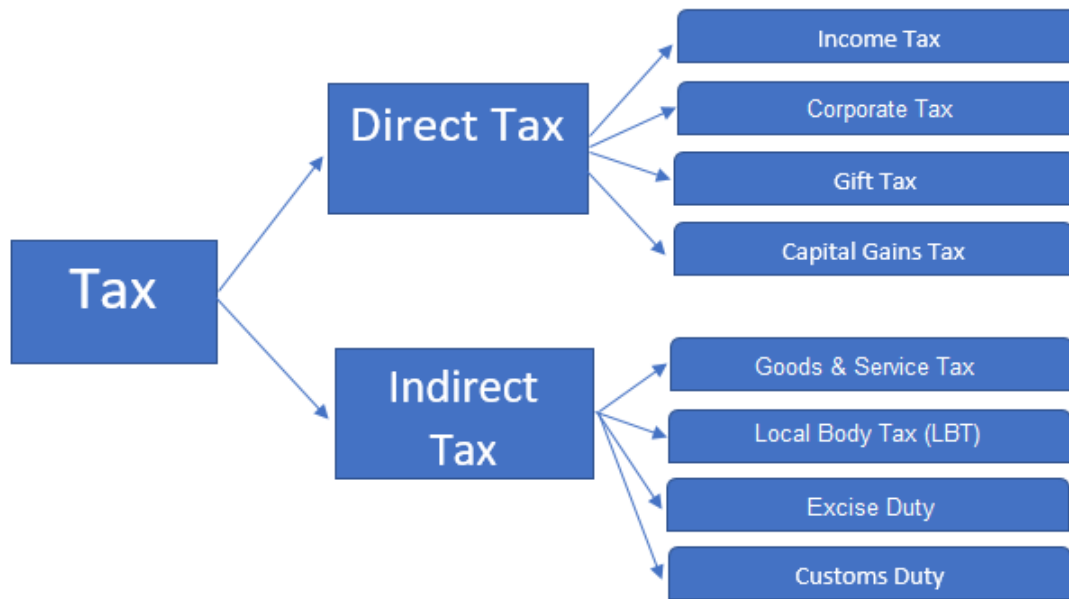 Tax
Direct Tax
Income Tax
Corporate Tax
Gift Tax
Capital Gains Tax
Indirect
Tax
Goods & Service Tax
Local Body Tax (LBT)
Excise Duty
Customs Duty